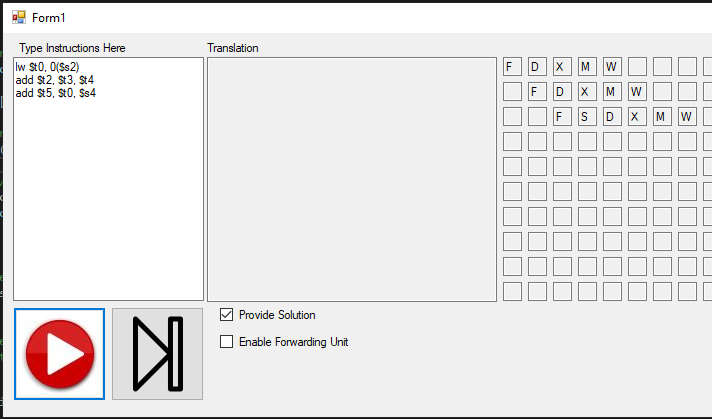 Form1
Type Instructions Here
Translation
lw $t0, 0($s2)
add $t2, $t3, $t4
add $t5, $t0, $s4
F D X M W
F D X M W
F S D X M W
Provide Solution
Enable Forwarding Unit